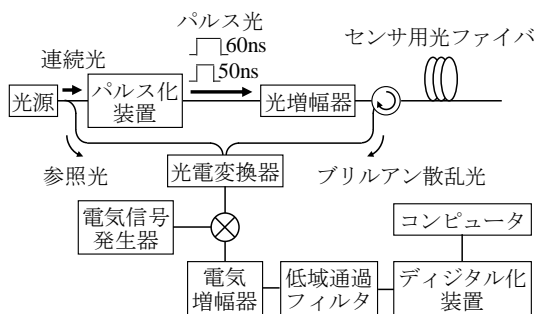 パルス光
60ns
50ns
連続光
センサ用光ファイバ
光源
パルス化
装置
光増幅器
参照光
光電変換器
ブリルアン散乱光
電気信号
発生器
コンピュータ
電気
増幅器
低域通過
フィルタ
ディジタル化
装置